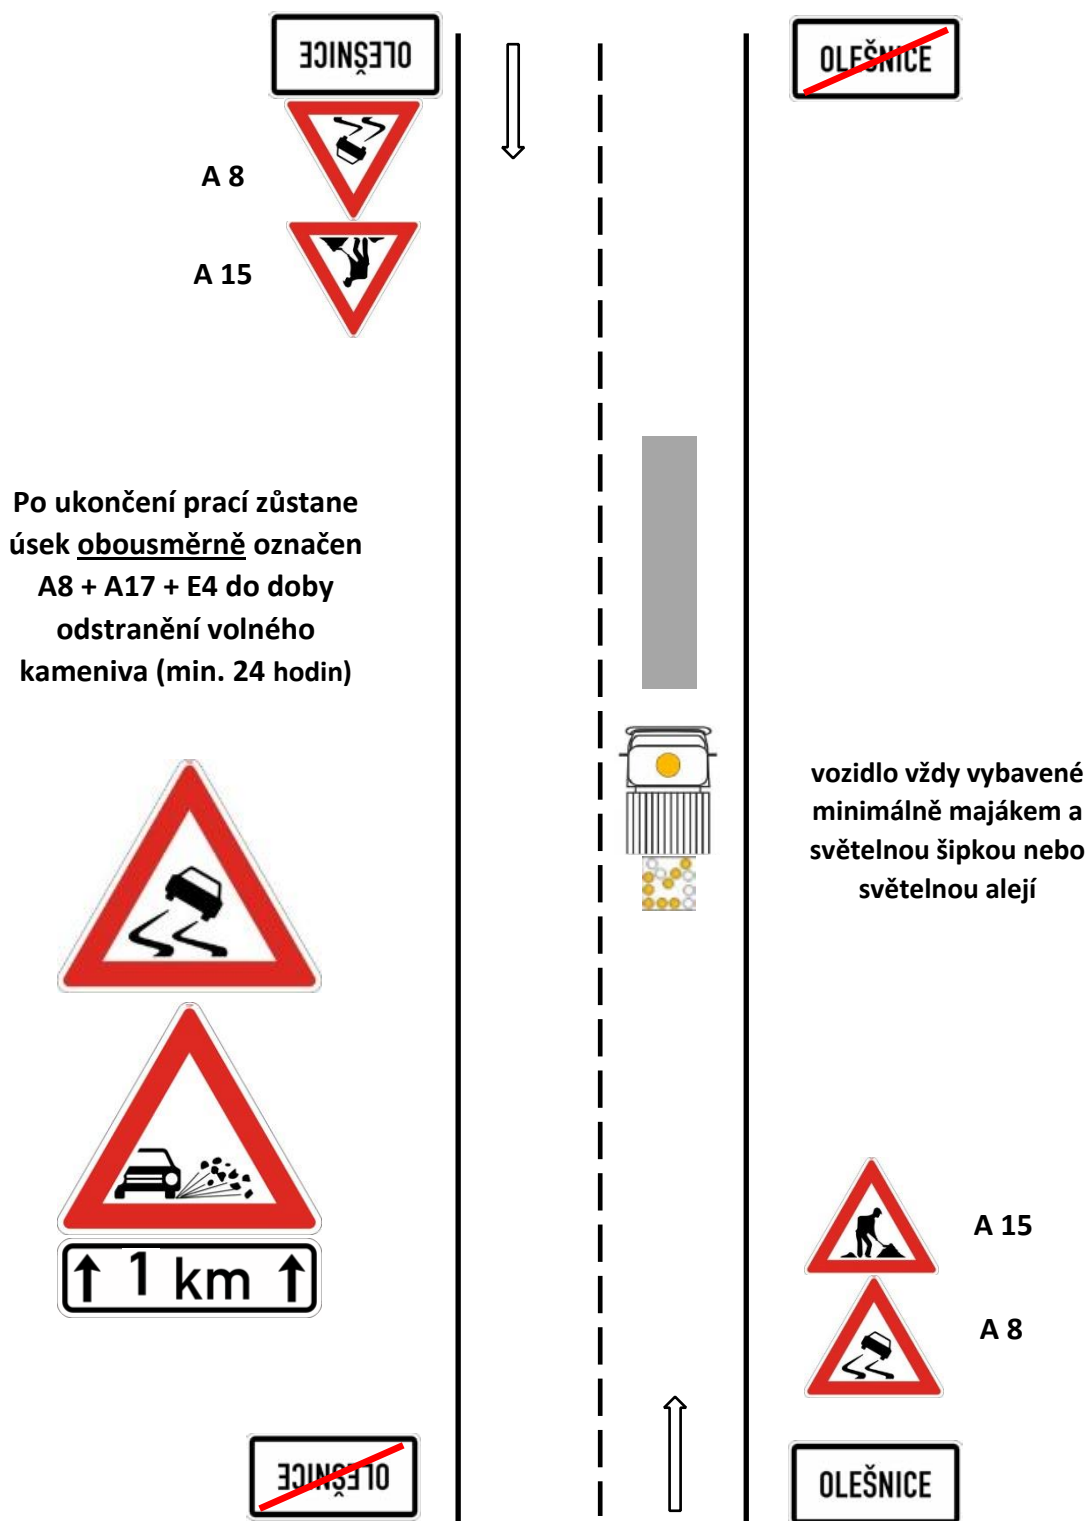 OLEŠNICE
OLEŠNICE
A 8
A 15
Po ukončení prací zůstane
úsek obousměrně označen
A8 + A17 + E4 do doby
odstranění volného
kameniva (min. 24 hodin)
vozidlo vždy vybavené
minimálně majákem a
světelnou šipkou nebo
světelnou alejí
1 km
A 15
A 8
OLEŠNICE
OLEŠNICE